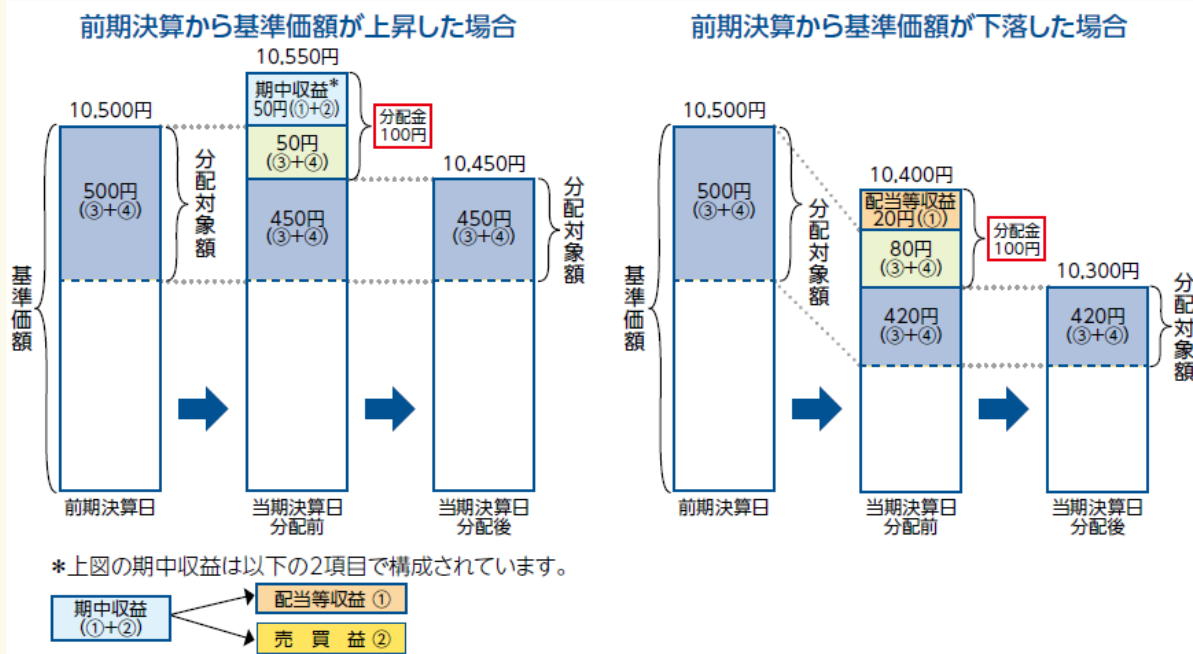 前期決算から基準価額が上昇した場合
10,500円
500円
(③+④)
分配対象額
基準価額
前期決算日
10,550円
期中収益*
50円(①+②)
50円
(③+④)
450円
(③+④)
分配金
100円
当期決算日
分配前
10,450円
450円
(③+④)
分配対象額
当期決算日
分配後
*上図の期中収益は以下の2項目で構成されています。
期中収益
(①+②)
配当等収益 ①
売 買 益 ②
前期決算から基準価額が下落した場合
10,500円
500円
(③+④)
分配対象額
基準価額
前期決算日
10,400円
配当等収益
20円(①)
80円
(③+④)
420円
(③+④)
分配金
100円
当期決算日
分配前
10,300円
420円
(③+④)
分配対象額
当期決算日
分配後